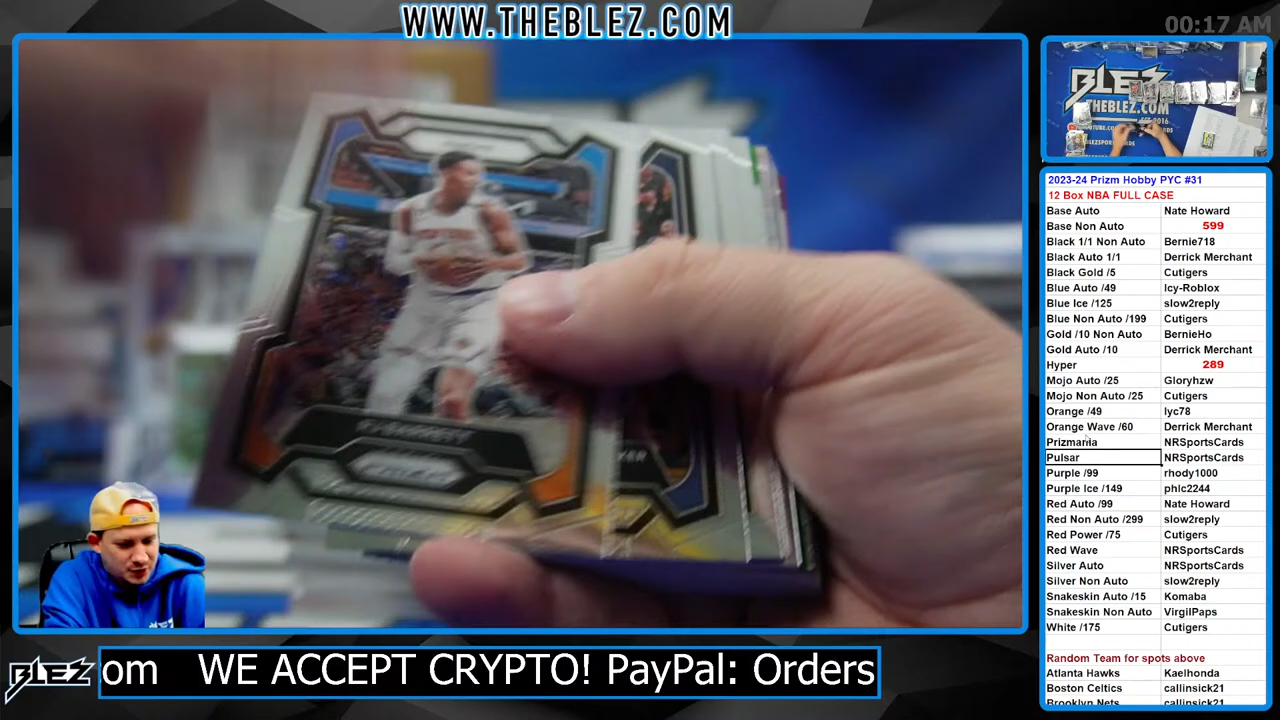 WWW.THEBLEZ.COM
00:17 AM
BLEZ
THEBLEZ.COM
2023-24 Prizm Hobby PYC #31
12 Box NBA FULL CASE
Base Auto Nate Howard
Base Non Auto 599
Black 1/1 Non Auto Bernie718
Black Auto 1/1 Derrick Merchant
Black Gold /5 Cutigers
Blue Auto /49 Icy-Roblox
Blue Ice /125 slow2reply
Blue Non Auto /199 Cutigers
Gold /10 Non Auto BernieHo
Gold Auto /10 Derrick Merchant
Hyper 289
Mojo Auto /25 Gloryhzw
Mojo Non Auto /25 Cutigers
Orange /49 lyc78
Orange Wave /60 Derrick Merchant
Prizmania NRSportsCards
Pulsar NRSportsCards
Purple /99 rhody1000
Purple Ice /149 phlc2244
Red Auto /99 Nate Howard
Red Non Auto /299 slow2reply
Red Power /75 Cutigers
Red Wave NRSportsCards
Silver Auto NRSportsCards
Silver Non Auto slow2reply
Snakeskin Auto /15 Komaba
Snakeskin Non Auto VirgilPaps
White /175 Cutigers
Random Team for spots above
Atlanta Hawks Kaelhonda
Boston Celtics callinsick21
Brooklyn Nets callinsick21
BLEZ
om WE ACCEPT CRYPTO! PayPal: Orders